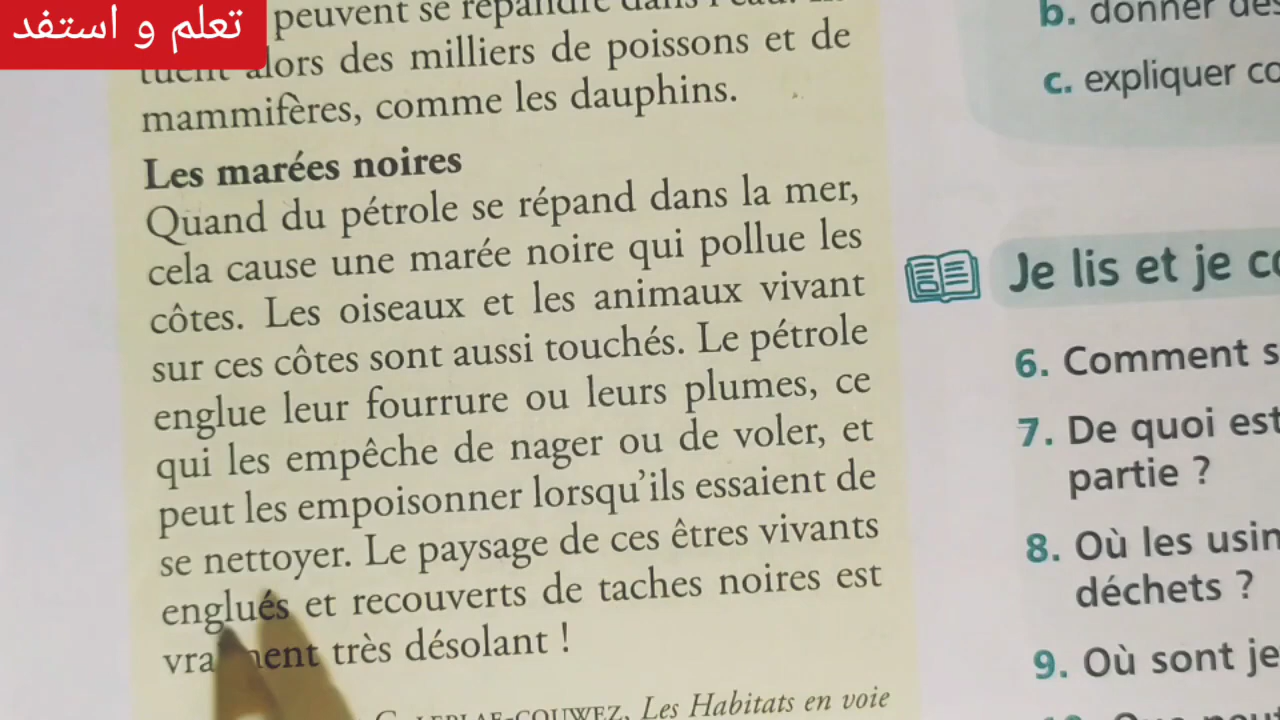 تعلم و استفد
peuvent se répandre dans l'eau.
tuent alors des milliers de poissons et de
mammifères, comme les dauphins.
Les marées noires
Quand du pétrole se répand dans la mer,
cela cause une marée noire qui pollue les
côtes. Les oiseaux et les animaux vivant
sur ces côtes sont aussi touchés. Le pétrole
englue leur fourrure ou leurs plumes, ce
qui les empêche de nager ou de voler, et
peut les empoisonner lorsqu'ils essaient de
se nettoyer. Le paysage de ces êtres vivants
englués et recouverts de taches noires est
vraiment très désolant !
Les Habitats en voie
b. donner des
c. expliquer co
Je lis et je co
6. Comment s
7. De quoi est
partie ?
8. Où les usin
déchets ?
9. Où sont je